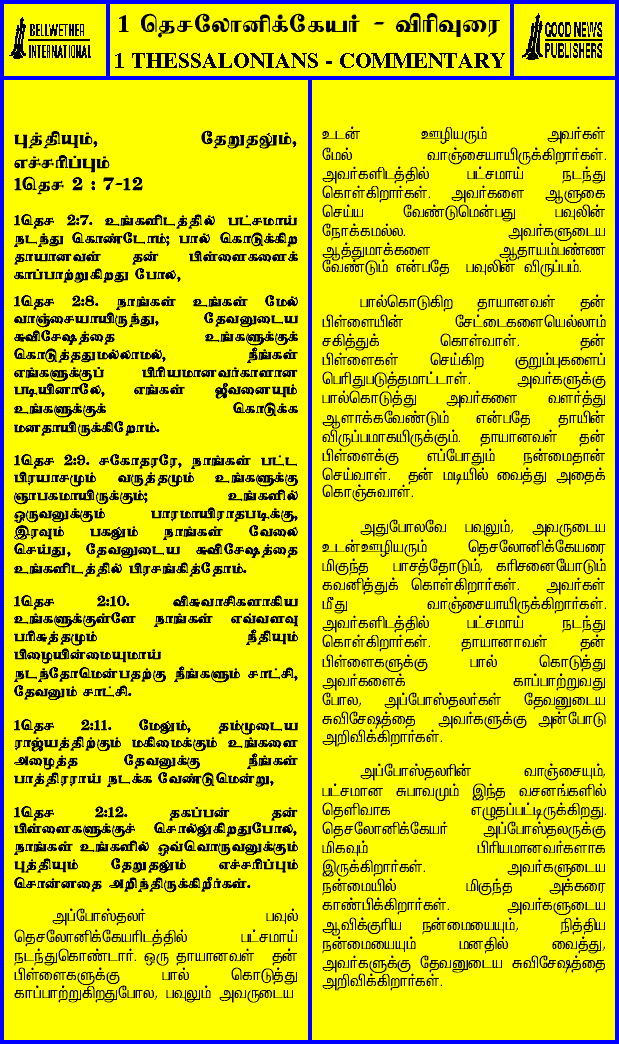 BELLWETHER
INTERNATIONAL
1 தெசலோனிக்கேயர் - விரிவுரை
1 THESSALONIANS - COMMENTARY
GOOD NEWS
PUBLISHERS
புத்தியும், தேறுதலும்,
எச்சரிப்பும்
1தெச 2 : 7-12
1தெச 2:7. உங்களிடத்தில் பட்சமாய்
நடந்து கொண்டோம்; பால் கொடுக்கிற
தாயானவள் தன் பிள்ளைகளைக்
காப்பாற்றுகிறது போல,
1தெச 2:8. நாங்கள் உங்கள் மேல்
வாஞ்சையாயிருந்து, தேவனுடைய
சுவிசேஷத்தை உங்களுக்குக்
கொடுத்ததுமல்லாமல், நீங்கள்
எங்களுக்குப் பிரியமானவர்களான
படியினாலே, எங்கள் ஜீவனையும்
உங்களுக்குக் கொடுக்க
மனதாயிருக்கிறோம்.
1தெச 2:9. சகோதரரே, நாங்கள் பட்ட
பிரயாசமும் வருத்தமும் உங்களுக்கு
ஞாபகமாயிருக்கும்; உங்களில்
ஒருவனுக்கும் பாரமாயிராதபடிக்கு,
இரவும் பகலும் நாங்கள் வேலை
செய்து, தேவனுடைய சுவிசேஷத்தை
உங்களிடத்தில் பிரசங்கித்தோம்.
1தெச 2:10. விசுவாசிகளாகிய
உங்களுக்குள்ளே நாங்கள் எவ்வளவு
பரிசுத்தமும் நீதியும்
பிழையின்மையுமாய்
நடந்தோமென்பதற்கு நீங்களும் சாட்சி,
தேவனும் சாட்சி.
1தெச 2:11. மேலும், தம்முடைய
ராஜ்யத்திற்கும் மகிமைக்கும் உங்களை
அழைத்த தேவனுக்கு நீங்கள்
பாத்திரராய் நடக்க வேண்டுமென்று,
1தெச 2:12. தகப்பன் தன்
பிள்ளைகளுக்குச் சொல்லுகிறதுபோல,
நாங்கள் உங்களில் ஒவ்வொருவனுக்கும்
புத்தியும் தேறுதலும் எச்சரிப்பும்
சொன்னதை அறிந்திருக்கிறீர்கள்.
அப்போஸ்தலர் பவுல்
தெசலோனிக்கேயரிடத்தில் பட்சமாய்
நடந்துகொண்டார். ஒரு தாயானவள் தன்
பிள்ளைகளுக்கு பால் கொடுத்து
காப்பாற்றுகிறதுபோல, பவுலும் அவருடைய
உடன் ஊழியரும் அவர்கள்
மேல் வாஞ்சையாயிருக்கிறார்கள்.
அவர்களிடத்தில் பட்சமாய் நடந்து
கொள்கிறார்கள். அவர்களை ஆளுகை
செய்ய வேண்டுமென்பது பவுலின்
நோக்கமல்ல. அவர்களுடைய
ஆத்துமாக்களை ஆதாயம்பண்ண
வேண்டும் என்பதே பவுலின் விருப்பம்.
பால்கொடுகிற தாயானவள் தன்
பிள்ளையின் சேட்டைகளையெல்லாம்
சகித்துக் கொள்வாள். தன்
பிள்ளைகள் செய்கிற குறும்புகளைப்
பெரிதுபடுத்தமாட்டாள். அவர்களுக்கு
பால்கொடுத்து அவர்களை வளர்த்து
ஆளாக்கவேண்டும் என்பதே தாயின்
விருப்பமாகயிருக்கும். தாயானவள் தன்
பிள்ளைக்கு எப்போதும் நன்மைதான்
செய்வாள். தன் மடியில் வைத்து அதைக்
கொஞ்சுவாள்.
அதுபோலவே பவுலும், அவருடைய
உடன்ஊழியரும் தெசலோனிக்கேயரை
மிகுந்த பாசத்தோடும், கரிசனையோடும்
கவனித்துக் கொள்கிறார்கள். அவர்கள்
மீது வாஞ்சையாயிருக்கிறார்கள்.
அவர்களிடத்தில் பட்சமாய் நடந்து
கொள்கிறார்கள். தாயானாவள் தன்
பிள்ளைகளுக்கு பால் கொடுத்து
அவர்களைக் காப்பாற்றுவது
போல, அப்போஸ்தலர்கள் தேவனுடைய
சுவிசேஷத்தை அவர்களுக்கு அன்போடு
அறிவிக்கிறார்கள்.
அப்போஸ்தலரின் வாஞ்சையும்,
பட்சமான சுபாவமும் இந்த வசனங்களில்
தெளிவாக எழுதப்பட்டிருக்கிறது.
தெசலோனிக்கேயர் அப்போஸ்தலருக்கு
மிகவும் பிரியமானவர்களாக
இருக்கிறார்கள். அவர்களுடைய
நன்மையில் மிகுந்த அக்கரை
காண்பிக்கிறார்கள். அவர்களுடைய
ஆவிக்குரிய நன்மையையும், நித்திய
நன்மையையும் மனதில் வைத்து,
அவர்களுக்கு தேவனுடைய சுவிசேஷத்தை
அறிவிக்கிறார்கள்.